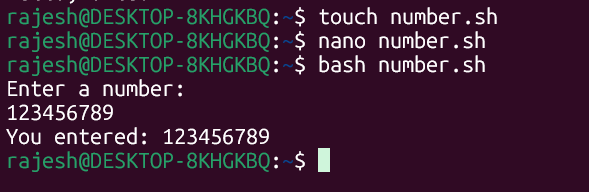 rajesh@DESKTOP-8KHGKBQ:~$ touch number.sh
rajesh@DESKTOP-8KHGKBQ:~$ nano number.sh
rajesh@DESKTOP-8KHGKBQ:~$ bash number.sh
Enter a number:
123456789
You entered: 123456789
rajesh@DESKTOP-8KHGKBQ:~$